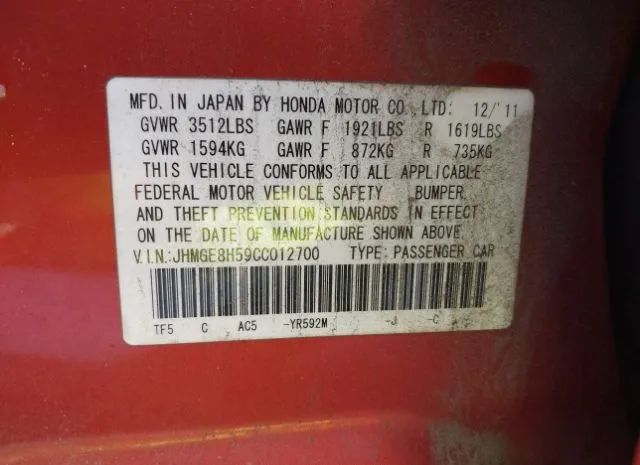 MFD. IN JAPAN BY HONDA MOTOR CO., LTD: 12/'11
GVWR 3512LBS GAWR F 1921LBS R 1619LBS
GVWR 1594KG GAWR F 872KG R 735KG
THIS VEHICLE CONFORMS TO ALL APPLICABLE
FEDERAL MOTOR VEHICLE SAFETY BUMPER
AND THEFT PREVENTION STANDARDS IN EFFECT
ON THE DATE OF MANUFACTURE SHOWN ABOVE
V.I.N.:JHMGE8H59CC012700 TYPE: PASSENGER CAR
TF5 C AC5 -YR592M -J -C